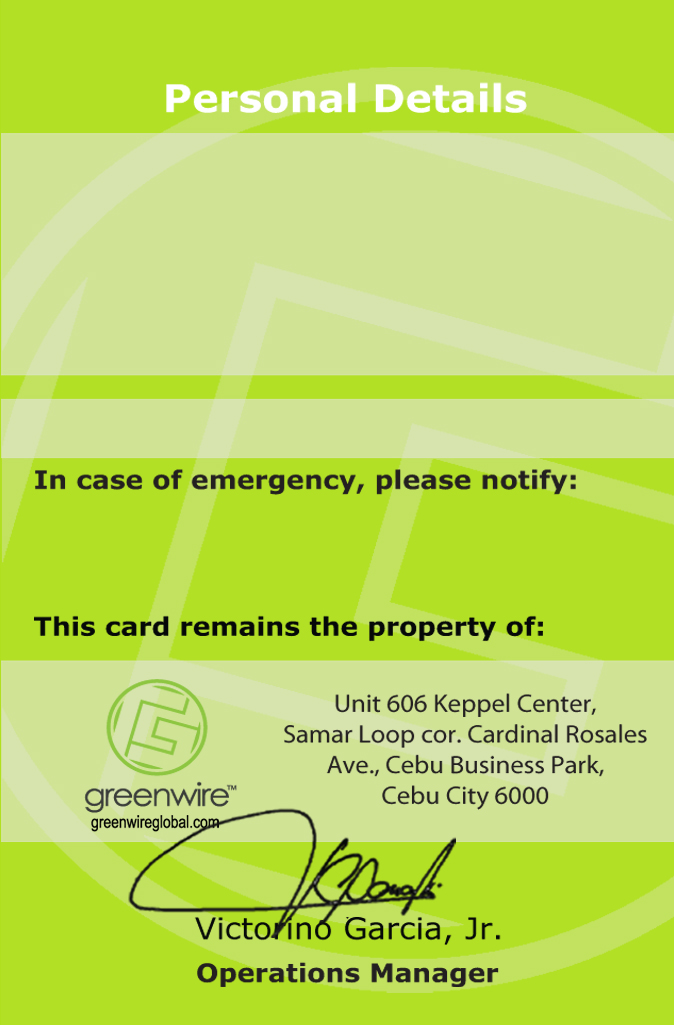 Personal Details
In case of emergency, please notify:
This card remains the property of:
Unit 606 Keppel Center,
Samar Loop cor. Cardinal Rosales
Ave., Cebu Business Park,
Cebu City 6000
greenwire™
greenwireglobal.com
Victorino Garcia, Jr.
Operations Manager